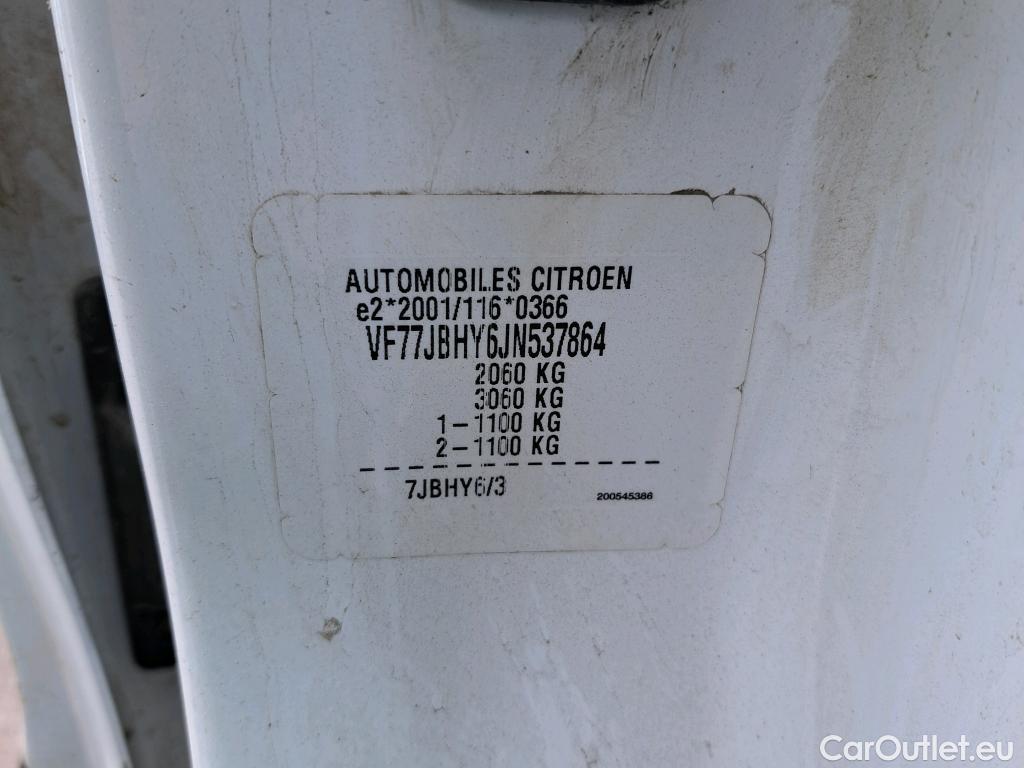 AUTOMOBILES CITROEN
e2*2001/116*0366
VF77JBHY6JN537864
2060 KG
3060 KG
1-1100 KG
2-1100 KG
7JBHY6/3
200545386
CarOutlet.eu